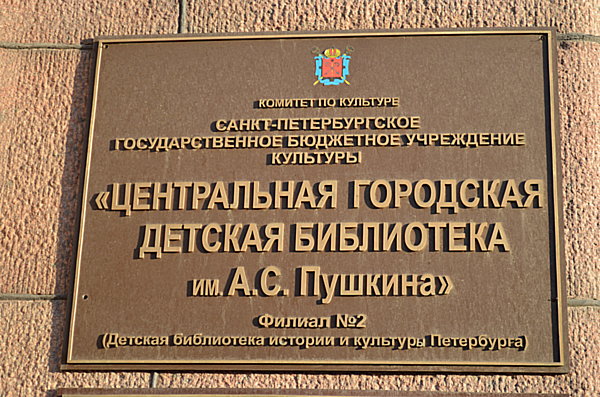 КОМИТЕТ ПО КУЛЬТУРЕ
САНКТ-ПЕТЕРБУРГСКОЕ
ГОСУДАРСТВЕННОЕ БЮДЖЕТНОЕ УЧРЕЖДЕНИЕ
КУЛЬТУРЫ
«ЦЕНТРАЛЬНАЯ ГОРОДСКАЯ
ДЕТСКАЯ БИБЛИОТЕКА
ИМ. А.С. Пушкина»
Филиал №2
(Детская библиотека истории и культуры Петербурга)